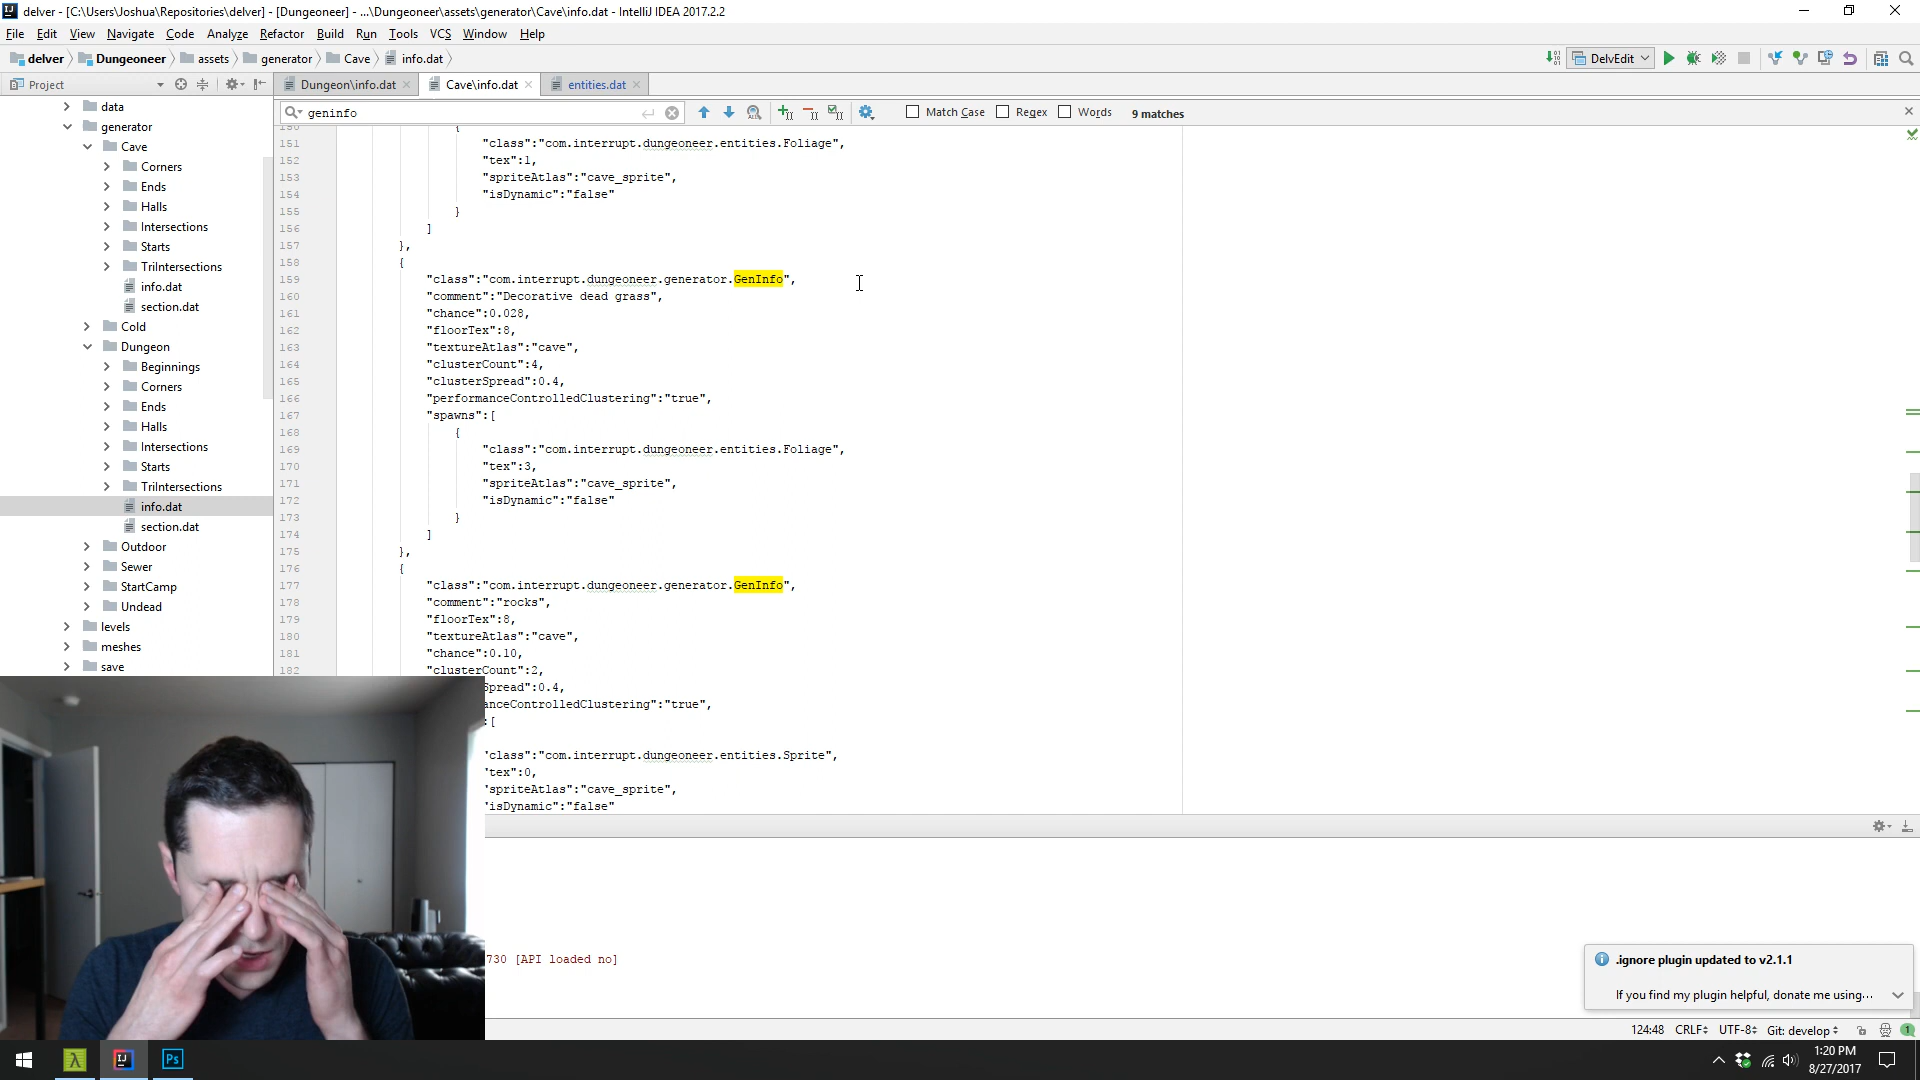 delver - [C:\Users\Joshua\Repositories\delver] - [Dungeoneer] - ...\Dungeoneer\assets\generator\Cave\info.dat - IntelliJ IDEA 2017.2.2
File Edit View Navigate Code Analyze Refactor Build Run Tools VCS Window Help
delver Dungeoneer assets generator Cave info.dat
DelvEdit
Project
Dungeon\info.dat Cave\info.dat entities.dat
geninfo
Match Case Regex Words 9 matches
data
generator
Cave
Corners
Ends
Halls
Intersections
Starts
TriIntersections
info.dat
section.dat
Cold
Dungeon
Beginnings
Corners
Ends
Halls
Intersections
Starts
TriIntersections
info.dat
section.dat
Outdoor
Sewer
StartCamp
Undead
levels
meshes
save
150 {
151 "class":"com.interrupt.dungeoneer.entities.Foliage",
152 "tex":1,
153 "spriteAtlas":"cave_sprite",
154 "isDynamic":"false"
155 }
156 ]
157 },
158 {
159 "class":"com.interrupt.dungeoneer.generator.GenInfo",
160 "comment":"Decorative dead grass",
161 "chance":0.028,
162 "floorTex":8,
163 "textureAtlas":"cave",
164 "clusterCount":4,
165 "clusterSpread":0.4,
166 "performanceControlledClustering":"true",
167 "spawns":[
168 {
169 "class":"com.interrupt.dungeoneer.entities.Foliage",
170 "tex":3,
171 "spriteAtlas":"cave_sprite",
172 "isDynamic":"false"
173 }
174 ]
175 },
176 {
177 "class":"com.interrupt.dungeoneer.generator.GenInfo",
178 "comment":"rocks",
179 "floorTex":8,
180 "textureAtlas":"cave",
181 "chance":0.10,
182 "clusterCount":2,
Spread":0.4,
nceControlledClustering":"true",
:[
"class":"com.interrupt.dungeoneer.entities.Sprite",
"tex":0,
"spriteAtlas":"cave_sprite",
"isDynamic":"false"
730 [API loaded no]
.ignore plugin updated to v2.1.1
If you find my plugin helpful, donate me using...
124:48 CRLF UTF-8 Git: develop 1
Ps
1:20 PM
8/27/2017